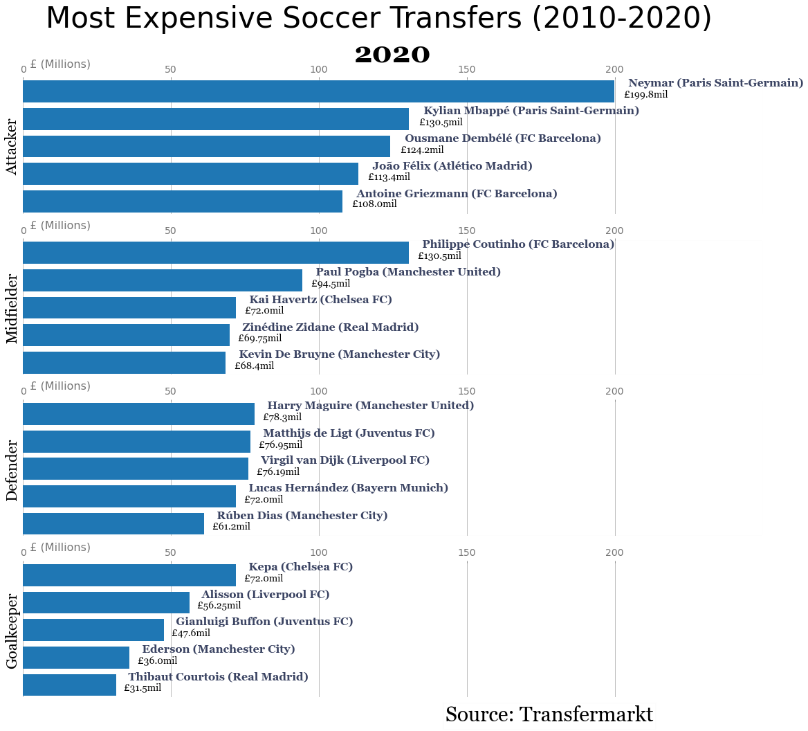 Most Expensive Soccer Transfers (2010-2020)
2020
£ (Millions)
0 50 100 150 200
Attacker
Neymar (Paris Saint-Germain)
£199.8mil
Kylian Mbappé (Paris Saint-Germain)
£130.5mil
Ousmane Dembélé (FC Barcelona)
£124.2mil
João Félix (Atlético Madrid)
£113.4mil
Antoine Griezmann (FC Barcelona)
£108.0mil
£ (Millions)
0 50 100 150 200
Midfielder
Philippe Coutinho (FC Barcelona)
£130.5mil
Paul Pogba (Manchester United)
£94.5mil
Kai Havertz (Chelsea FC)
£72.0mil
Zinédine Zidane (Real Madrid)
£69.75mil
Kevin De Bruyne (Manchester City)
£68.4mil
£ (Millions)
0 50 100 150 200
Defender
Harry Maguire (Manchester United)
£78.3mil
Matthijs de Ligt (Juventus FC)
£76.95mil
Virgil van Dijk (Liverpool FC)
£76.19mil
Lucas Hernández (Bayern Munich)
£72.0mil
Rúben Dias (Manchester City)
£61.2mil
£ (Millions)
0 50 100 150 200
Goalkeeper
Kepa (Chelsea FC)
£72.0mil
Alisson (Liverpool FC)
£56.25mil
Gianluigi Buffon (Juventus FC)
£47.6mil
Ederson (Manchester City)
£36.0mil
Thibaut Courtois (Real Madrid)
£31.5mil
Source: Transfermarkt